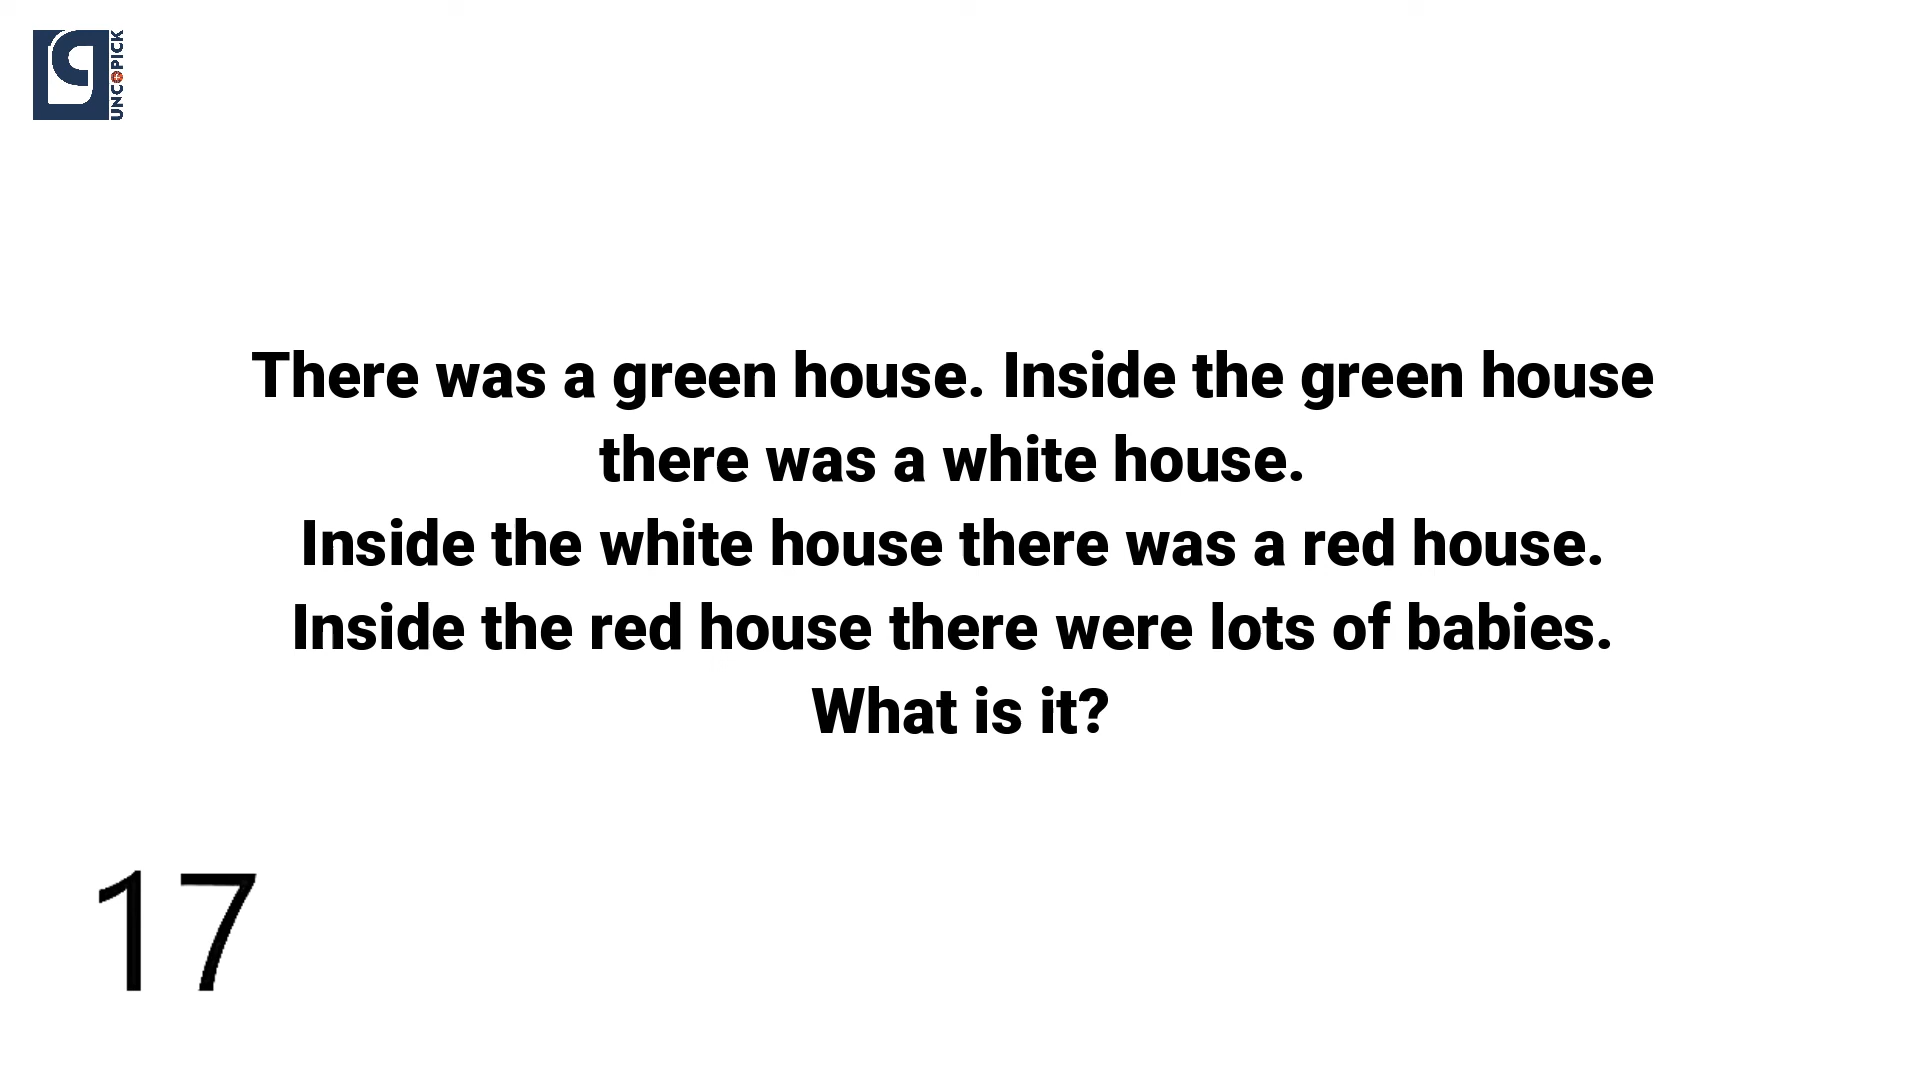 UNCOPICK
There was a green house. Inside the green house
there was a white house.
Inside the white house there was a red house.
Inside the red house there were lots of babies.
What is it?
17